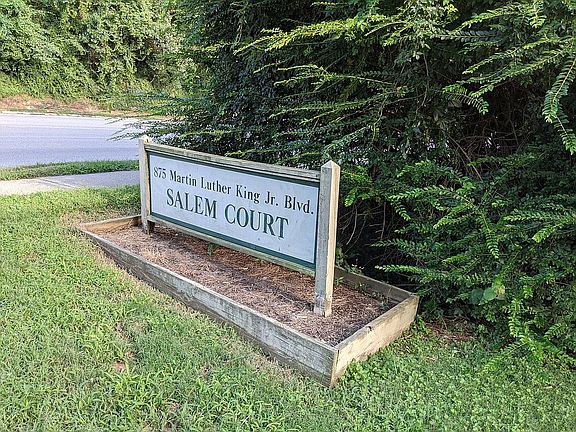 875 Martin Luther King Jr. Blvd.
SALEM COURT